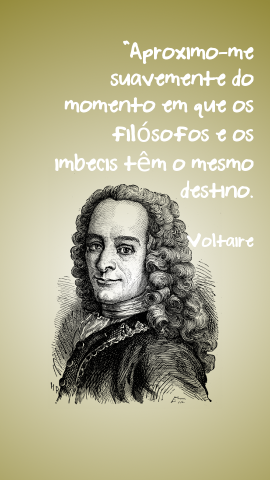 "Aproximo-me
suavemente do
momento em que os
filósofos e os
imbecis têm o mesmo
destino.
Voltaire